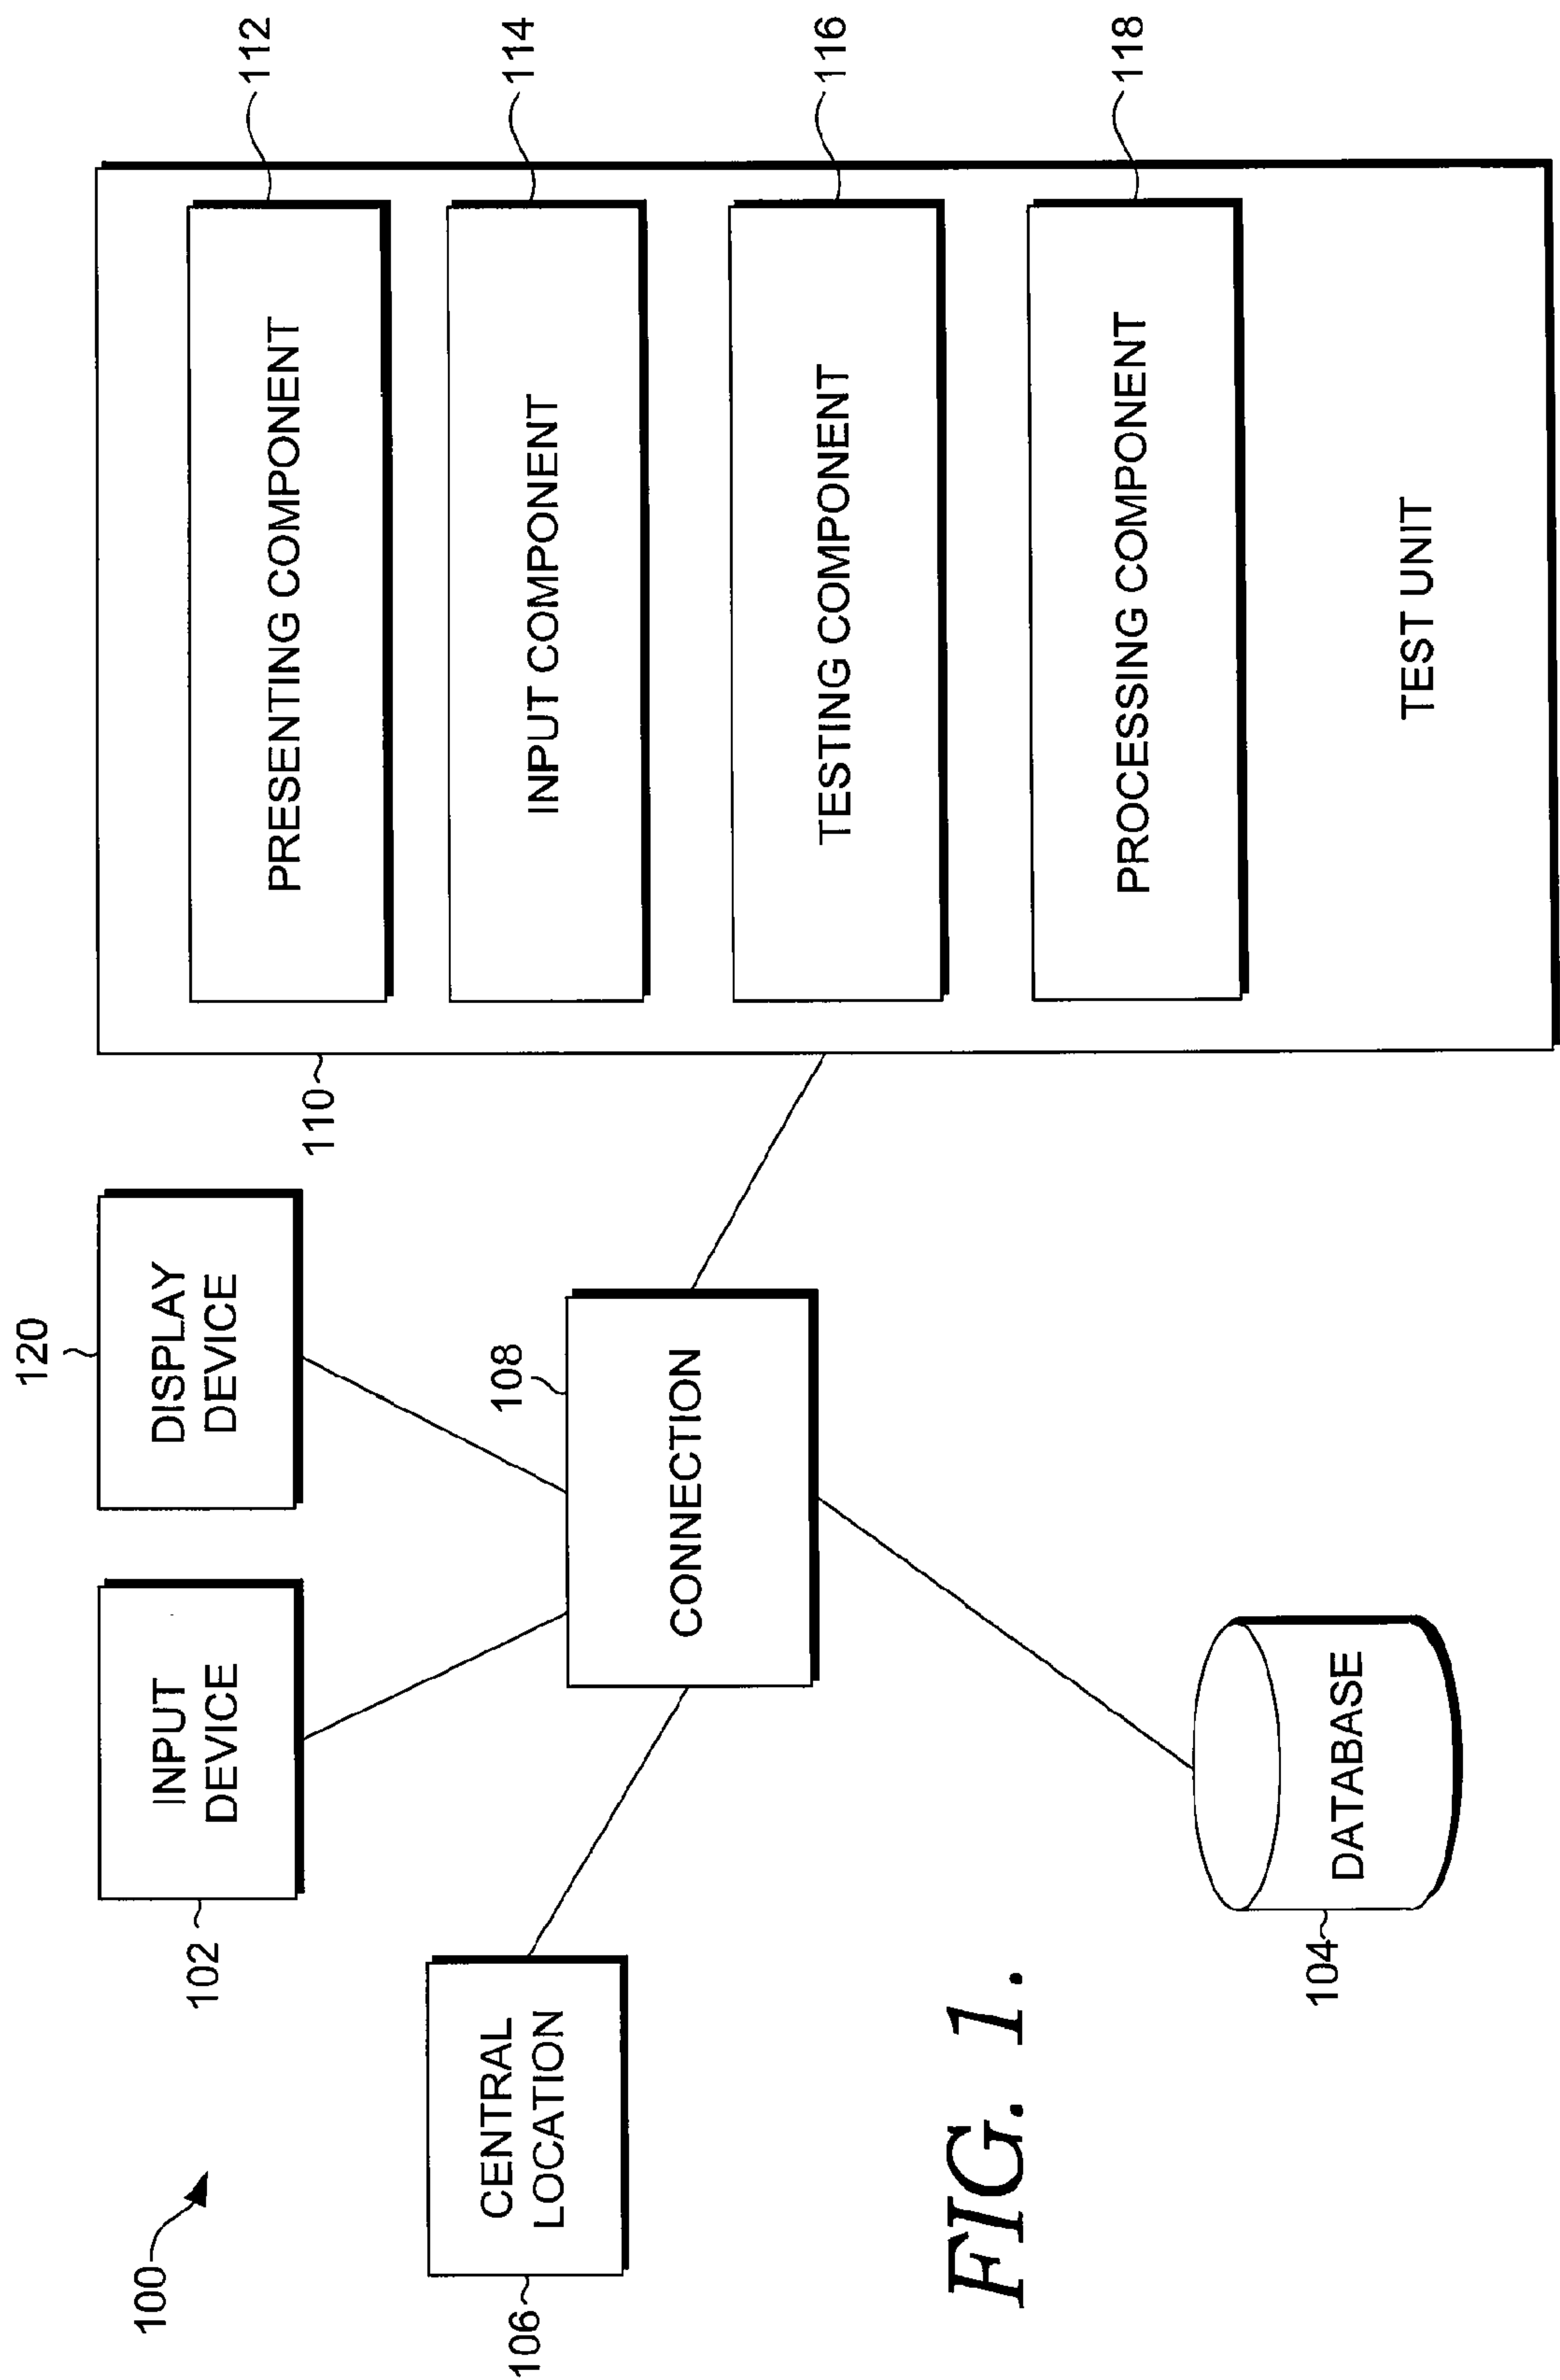 100
106
CENTRAL
LOCATION
102
INPUT
DEVICE
120
DISPLAY
DEVICE
108
CONNECTION
104
DATABASE
110
PRESENTING COMPONENT
112
INPUT COMPONENT
114
TESTING COMPONENT
116
PROCESSING COMPONENT
118
TEST UNIT
FIG. 1.